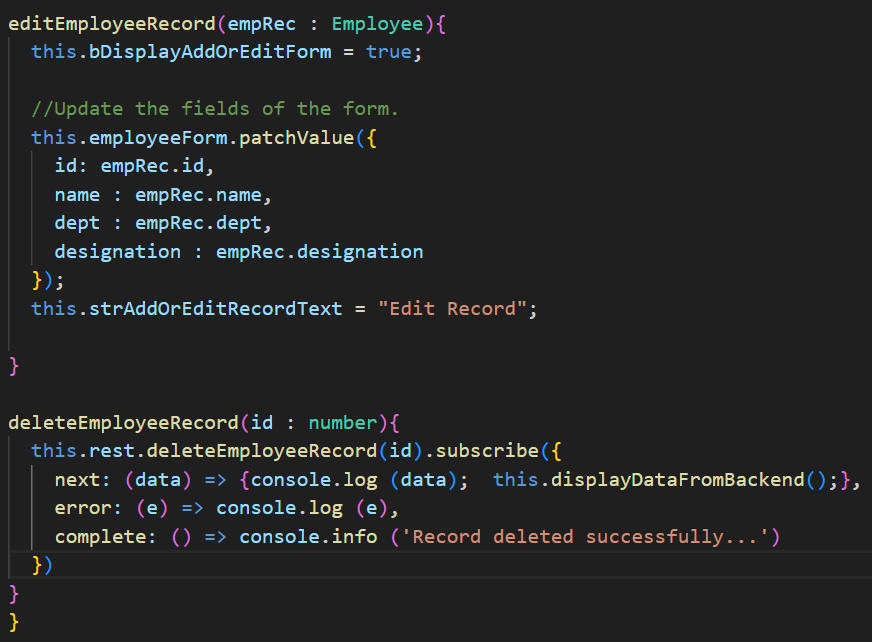 editEmployeeRecord(empRec : Employee){
  this.bDisplayAddOrEditForm = true;

  //Update the fields of the form.
  this.employeeForm.patchValue({
    id: empRec.id,
    name : empRec.name,
    dept : empRec.dept,
    designation : empRec.designation
  });
  this.strAddOrEditRecordText = "Edit Record";

}

deleteEmployeeRecord(id : number){
  this.rest.deleteEmployeeRecord(id).subscribe({
    next: (data) => {console.log (data);  this.displayDataFromBackend();},
    error: (e) => console.log (e),
    complete: () => console.info ('Record deleted successfully...')
  })
}
}